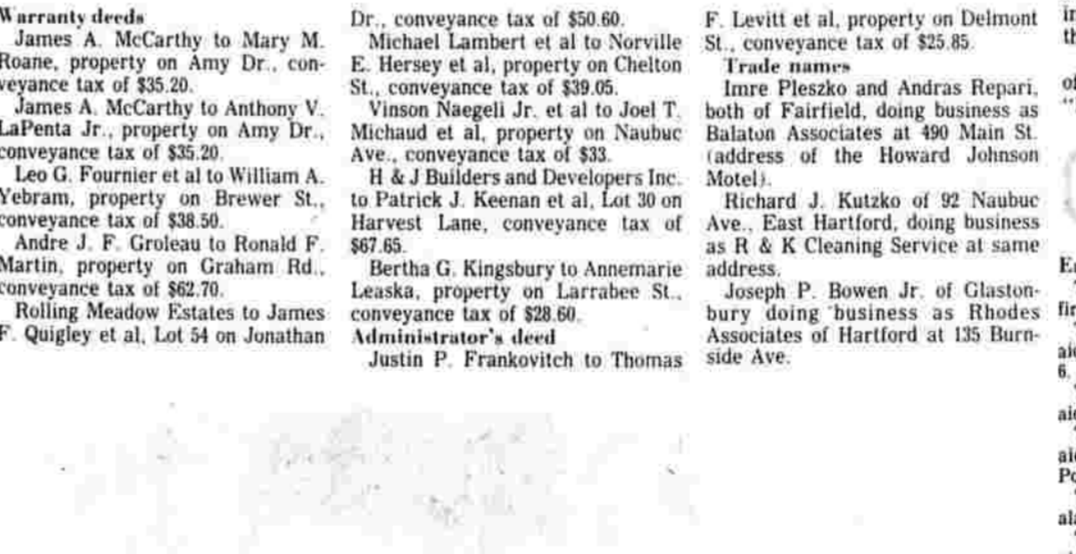 Warranty deeds
James A. McCarthy to Mary M.
Roane, property on Amy Dr., con-
veyance tax of $35.20.
James A. McCarthy to Anthony V.
LaPenta Jr., property on Amy Dr.,
conveyance tax of $35.20.
Leo G. Fournier et al to William A.
Yebram, property on Brewer St.,
conveyance tax of $38.50.
Andre J. F. Groleau to Ronald F.
Martin, property on Graham Rd.,
conveyance tax of $62.70.
Rolling Meadow Estates to James
F. Quigley et al, Lot 54 on Jonathan
Dr., conveyance tax of $50.60.
Michael Lambert et al to Norville
E. Hersey et al, property on Chelton
St., conveyance tax of $39.05.
Vinson Naegeli Jr. et al to Joel T.
Michaud et al, property on Naubuc
Ave., conveyance tax of $33.
H & J Builders and Developers Inc.
to Patrick J. Keenan et al, Lot 30 on
Harvest Lane, conveyance tax of
$67.65.
Bertha G. Kingsbury to Annemarie
Leaska, property on Larrabee St.,
conveyance tax of $28.60.
Administrator's deed
Justin P. Frankovitch to Thomas
F. Levitt et al, property on Delmont
St., conveyance tax of $25.85.
Trade names
Imre Pleszko and Andras Repari,
both of Fairfield, doing business as
Balaton Associates at 490 Main St.
(address of the Howard Johnson
Motel).
Richard J. Kutzko of 92 Naubuc
Ave., East Hartford, doing business
as R & K Cleaning Service at same
address.
Joseph P. Bowen Jr. of Glaston-
bury doing business as Rhodes
Associates of Hartford at 135 Burn-
side Ave.